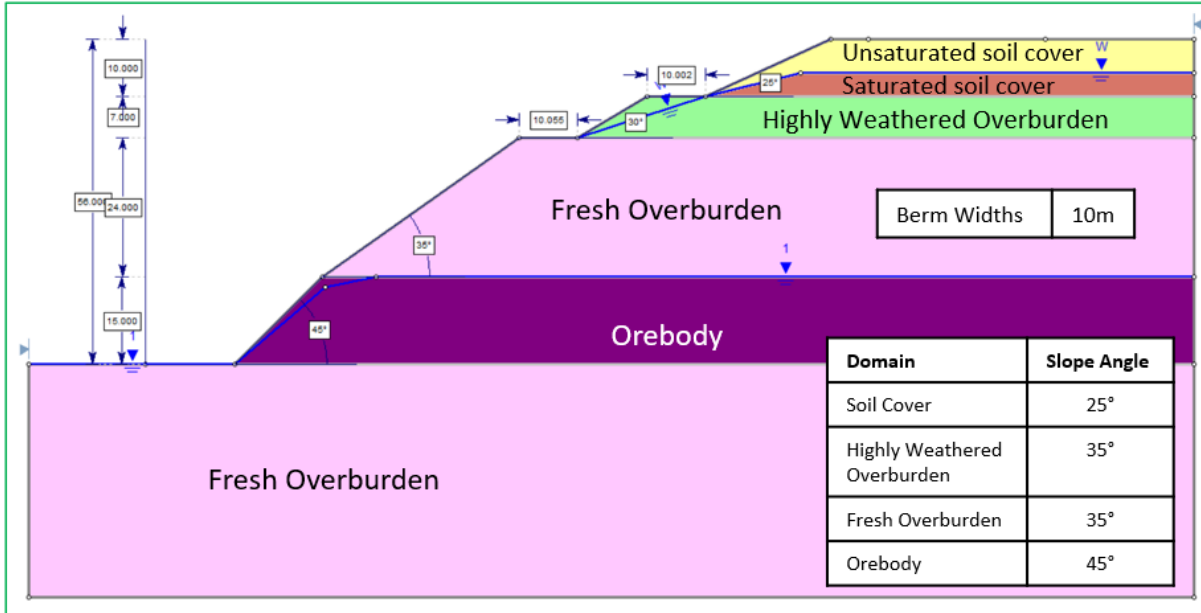 Unsaturated soil cover
W
10.000
10.002
25°
Saturated soil cover
7.000
10.055
30°
Highly Weathered Overburden
56.000
24.000
Fresh Overburden
Berm Widths 10m
35°
1
15.000
1
45°
Orebody
Domain Slope Angle
Soil Cover 25°
Highly Weathered 35°
Overburden
Fresh Overburden 35°
Orebody 45°
Fresh Overburden